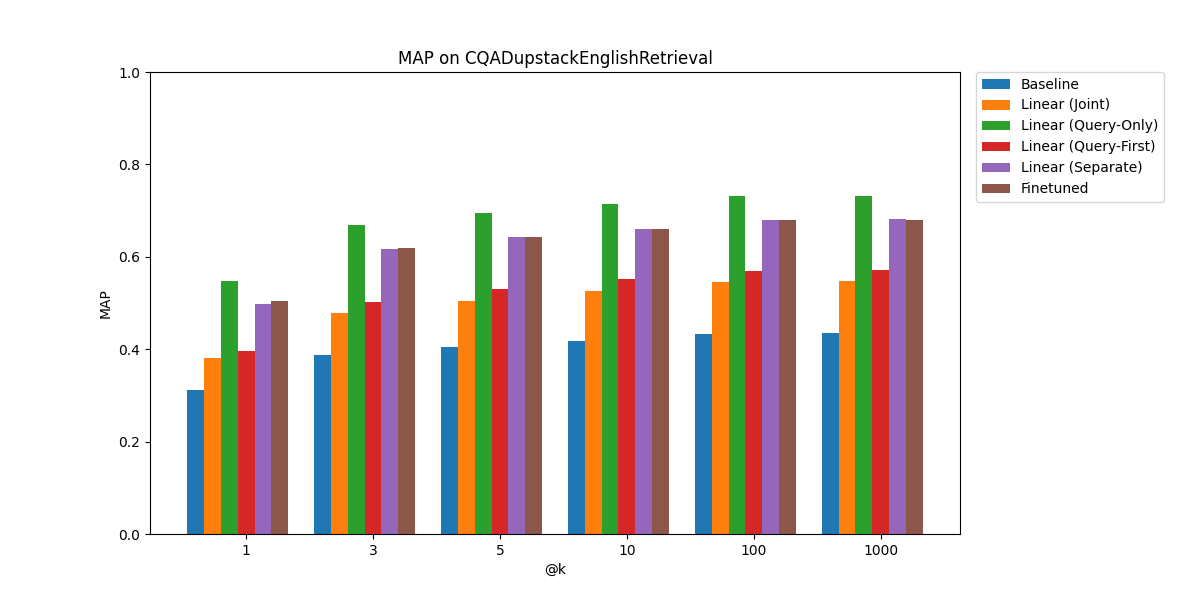 MAP on CQADupstackEnglishRetrieval
1.0
0.8
0.6
0.4
0.2
0.0
MAP
1 3 5 10 100 1000
@k
Baseline
Linear (Joint)
Linear (Query-Only)
Linear (Query-First)
Linear (Separate)
Finetuned